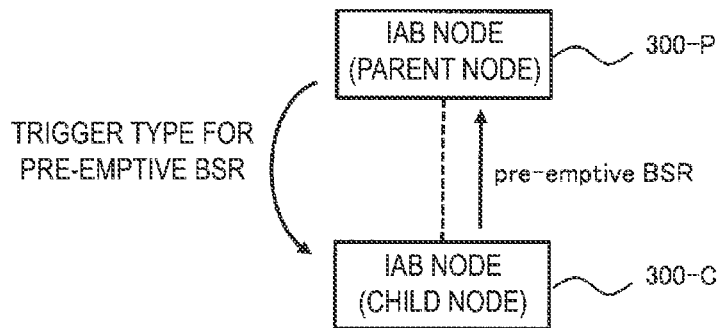 IAB NODE
(PARENT NODE)
300-P
TRIGGER TYPE FOR
PRE-EMPTIVE BSR
pre-emptive BSR
IAB NODE
(CHILD NODE)
300-C